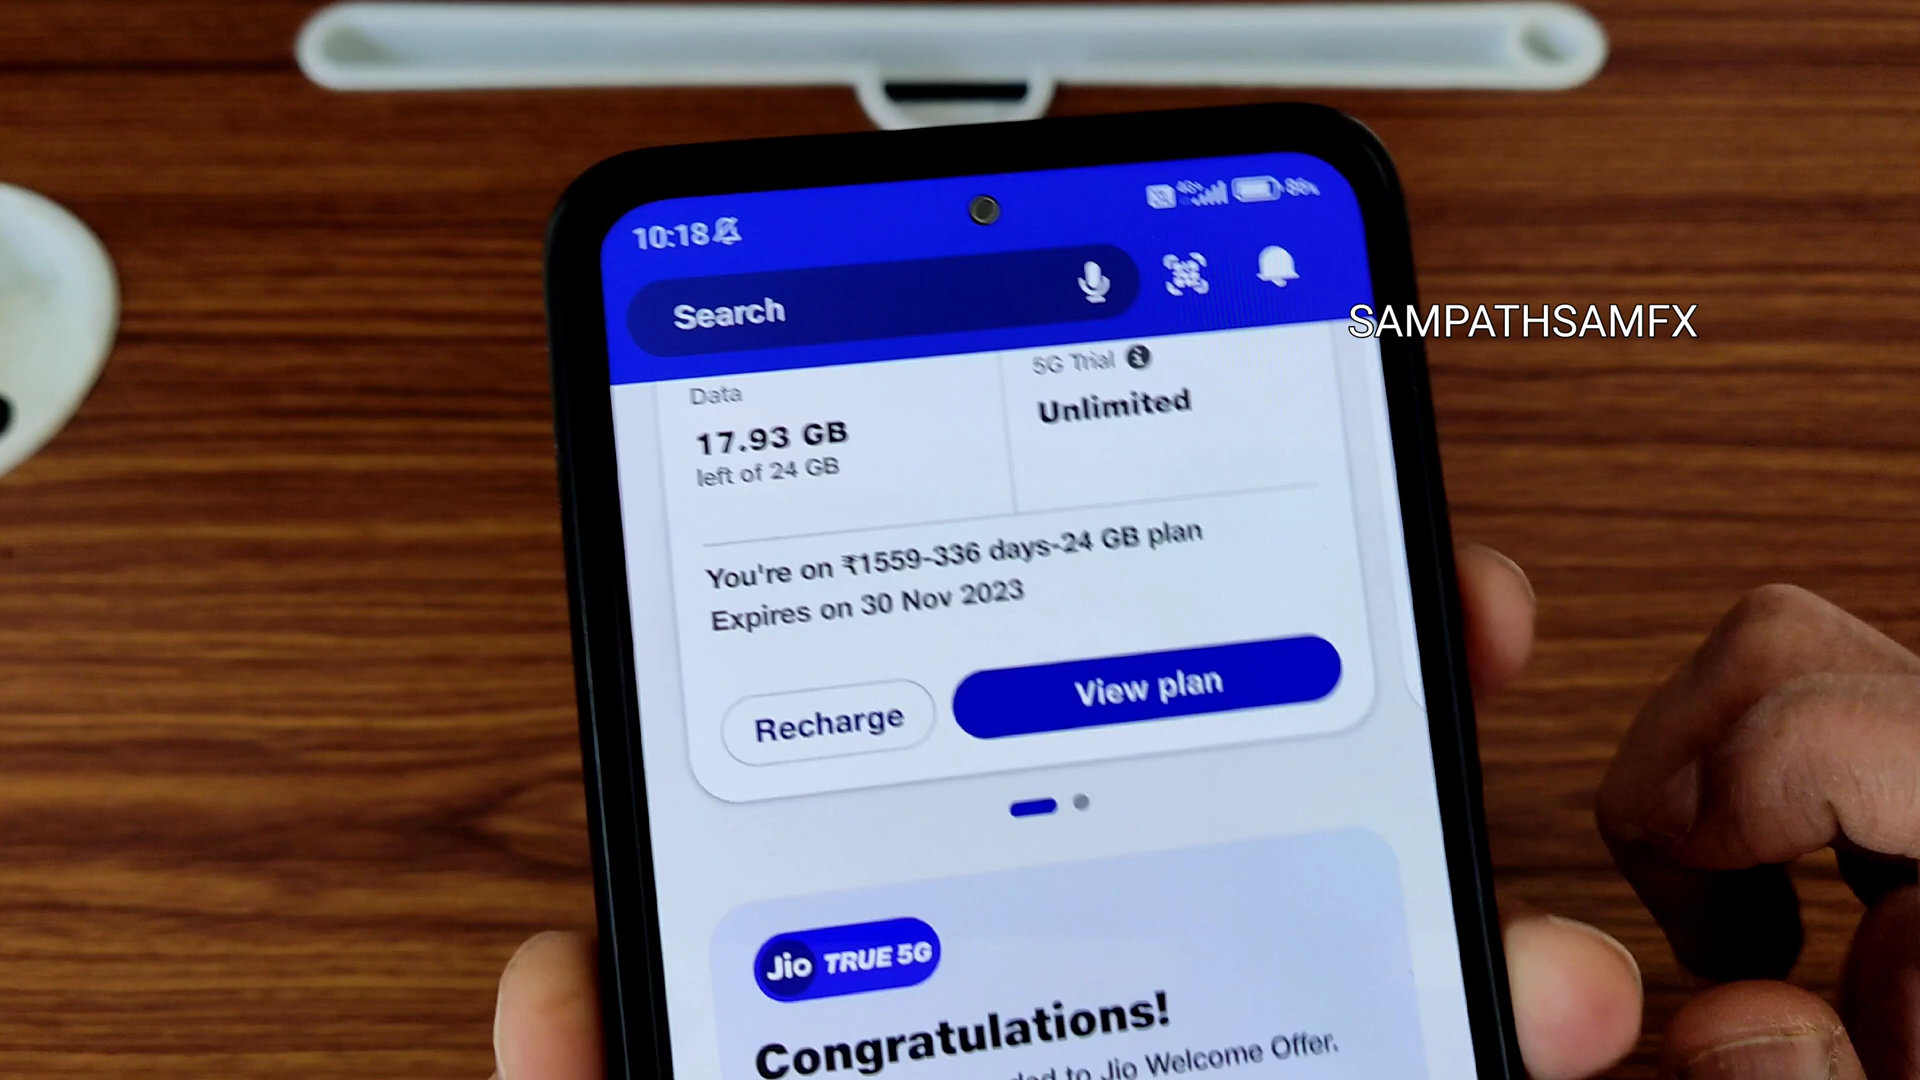 10:18
86%
Search
SAMPATHSAMFX
Data
5G Trial
17.93 GB
Unlimited
left of 24 GB
You're on ₹1559-336 days-24 GB plan
Expires on 30 Nov 2023
Recharge
View plan
Jio TRUE 5G
Congratulations!
to Jio Welcome Offer.